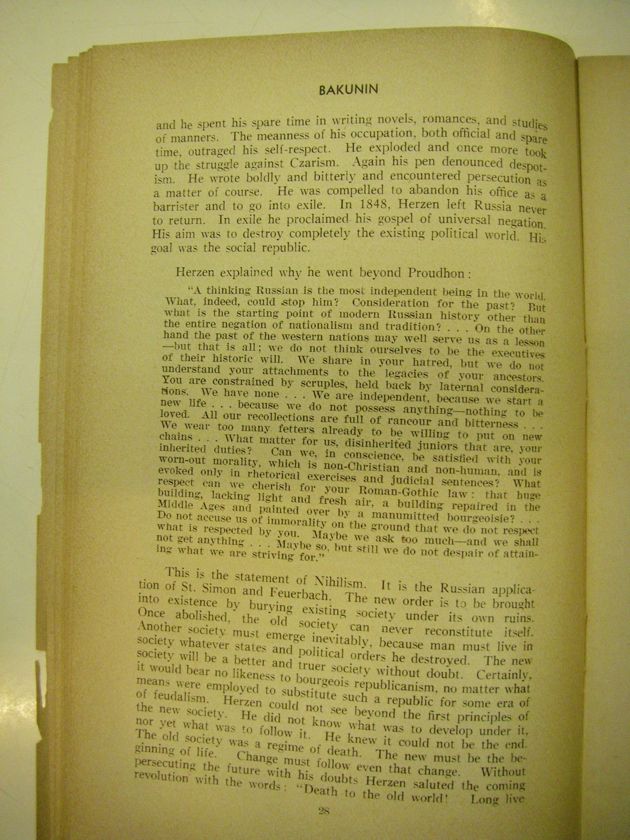 BAKUNIN
and he spent his spare time in writing novels, romances, and studies
of manners. The meanness of his occupation, both official and spare
time, outraged his self-respect. He exploded and once more took
up the struggle against Czarism. Again his pen denounced despot-
ism. He wrote boldly and bitterly and encountered persecution as
a matter of course. He was compelled to abandon his office as a
barrister and to go into exile. In 1848, Herzen left Russia never
to return. In exile he proclaimed his gospel of universal negation.
His aim was to destroy completely the existing political world. His
goal was the social republic.
Herzen explained why he went beyond Proudhon:
"A thinking Russian is the most independent being in the world.
What, indeed, could stop him? Consideration for the past? But
what is the starting point of modern Russian history other than
the entire negation of nationalism and tradition? . . . On the other
hand the past of the western nations may well serve us as a lesson
—but that is all; we do not think ourselves to be the executives
of their historic will. We share in your hatred, but we do not
understand your attachments to the legacies of your ancestors.
You are constrained by scruples, held back by laternal considera-
tions. We have none . . . We are independent, because we start a
new life . . . because we do not possess anything—nothing to be
loved. All our recollections are full of rancour and bitterness . . .
We wear too many fetters already to be willing to put on new
chains . . . What matter for us, disinherited juniors that are, your
inherited duties? Can we, in conscience, be satisfied with your
worn-out morality, which is non-Christian and non-human, and is
evoked only in rhetorical exercises and judicial sentences? What
respect can we cherish for your Roman-Gothic law: that huge
building, lacking light and fresh air, a building repaired in the
Middle Ages and painted over by a manumitted bourgeoisie? . . .
Do not accuse us of immorality on the ground that we do not respect
what is respected by you. Maybe we ask too much—and we shall
not get anything . . . Maybe so, but still we do not despair of attain-
ing what we are striving for."
This is the statement of Nihilism. It is the Russian applica-
tion of St. Simon and Feuerbach. The new order is to be brought
into existence by burying existing society under its own ruins.
Once abolished, the old society can never reconstitute itself.
Another society must emerge inevitably, because man must live in
society whatever states and political orders he destroyed. The new
society will be a better and truer society without doubt. Certainly,
it would bear no likeness to bourgeois republicanism, no matter what
means were employed to substitute such a republic for some era of
of feudalism. Herzen could not see beyond the first principles of
the new society. He did not know what was to develop under it,
nor yet what was to follow it. He knew it could not be the end.
The old society was a regime of death. The new must be the be-
ginning of life. Change must follow even that change. Without
persecuting the future with his doubts Herzen saluted the coming
revolution with the words: "Death to the old world! Long live
28